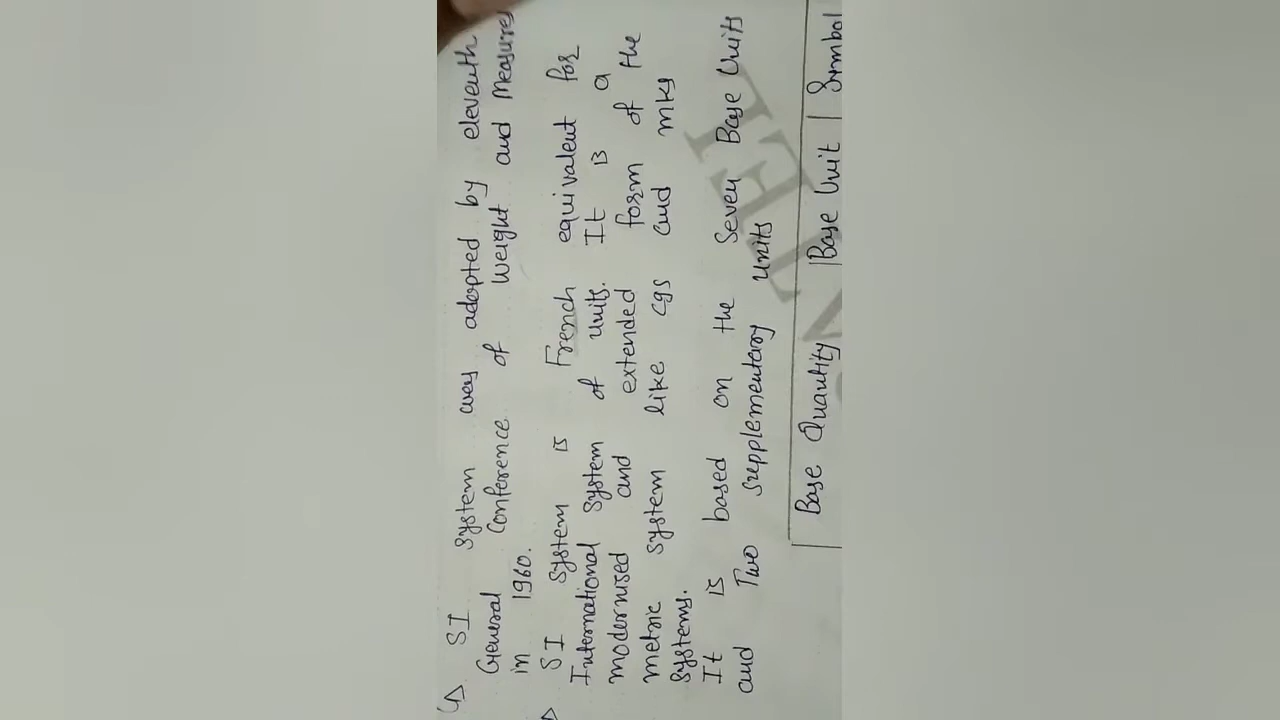 SI system was adopted by eleventh
General Conference of Weight and Measures
in 1960.
SI system is French equivalent for
International system of units. It is a
modernised and extended form of the
metric system like cgs and mks
systems.
It is based on the Seven Base Units
and Two supplementary units
Base Quantity | Base Unit | Symbol